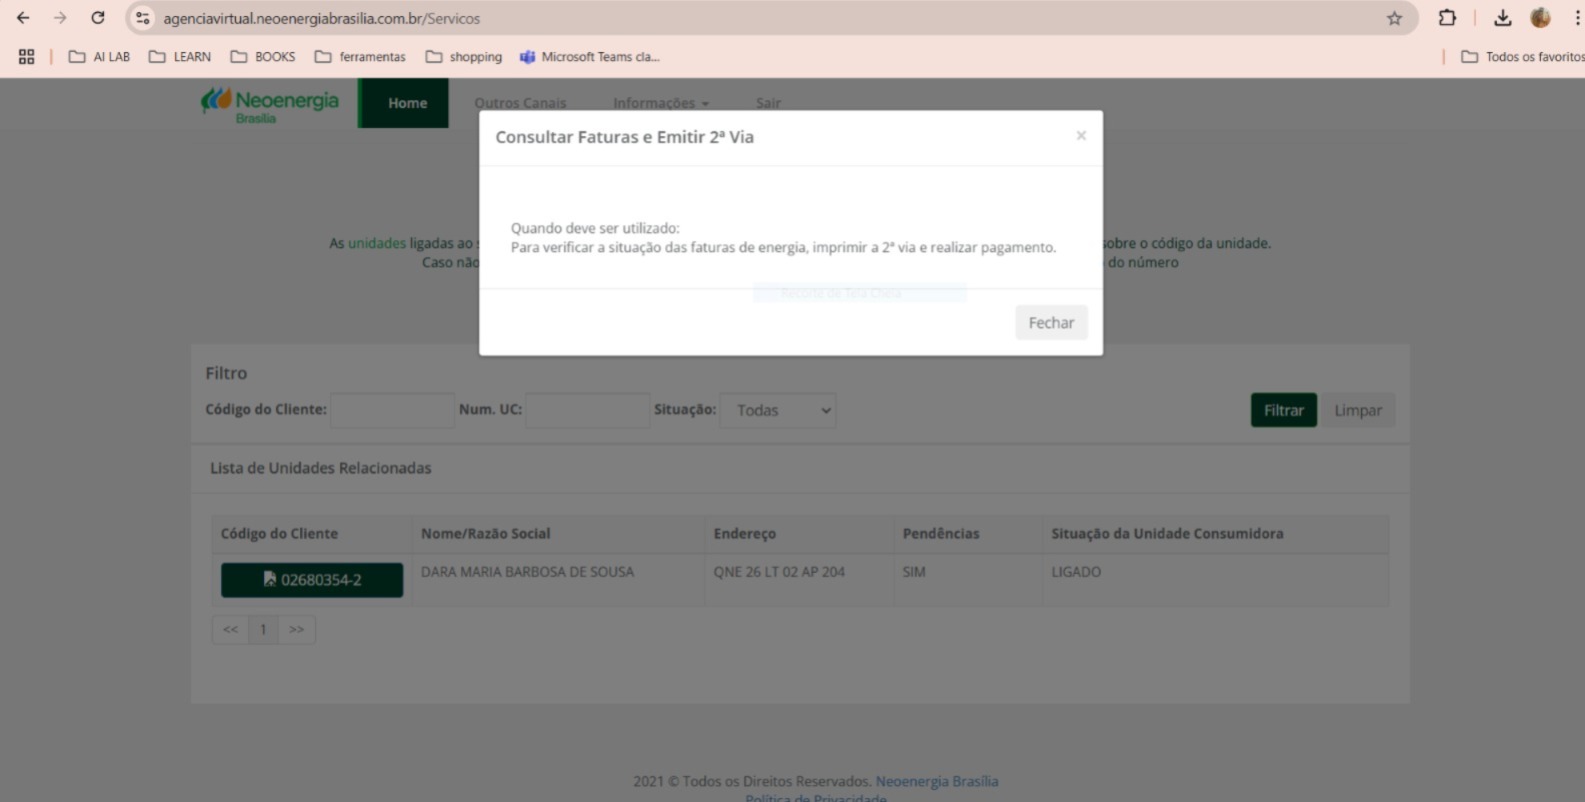 agenciavirtual.neoenergiabrasilia.com.br/Servicos
AI LAB LEARN BOOKS ferramentas shopping Microsoft Teams cla... Todos os favoritos
Neoenergia
Brasília
Home Outros Canais Informações Sair
Consultar Faturas e Emitir 2ª Via ×
Quando deve ser utilizado:
Para verificar a situação das faturas de energia, imprimir a 2ª via e realizar pagamento.
As unidades ligadas ao sobre o código da unidade.
Caso não do número
Recorte de Tela Cheia
Fechar
Filtro
Código do Cliente: Num. UC: Situação: Todas Filtrar Limpar
Lista de Unidades Relacionadas
Código do Cliente Nome/Razão Social Endereço Pendências Situação da Unidade Consumidora
02680354-2 DARA MARIA BARBOSA DE SOUSA QNE 26 LT 02 AP 204 SIM LIGADO
<< 1 >>
2021 © Todos os Direitos Reservados. Neoenergia Brasília
Política de Privacidade